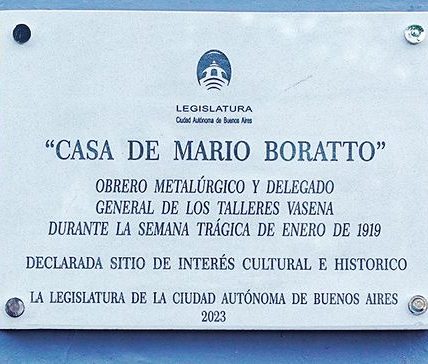 LEGISLATURA
Ciudad Autónoma de Buenos Aires
“CASA DE MARIO BORATTO”
OBRERO METALÚRGICO Y DELEGADO
GENERAL DE LOS TALLERES VASENA
DURANTE LA SEMANA TRÁGICA DE ENERO DE 1919
DECLARADA SITIO DE INTERÉS CULTURAL E HISTORICO
LA LEGISLATURA DE LA CIUDAD AUTÓNOMA DE BUENOS AIRES
2023